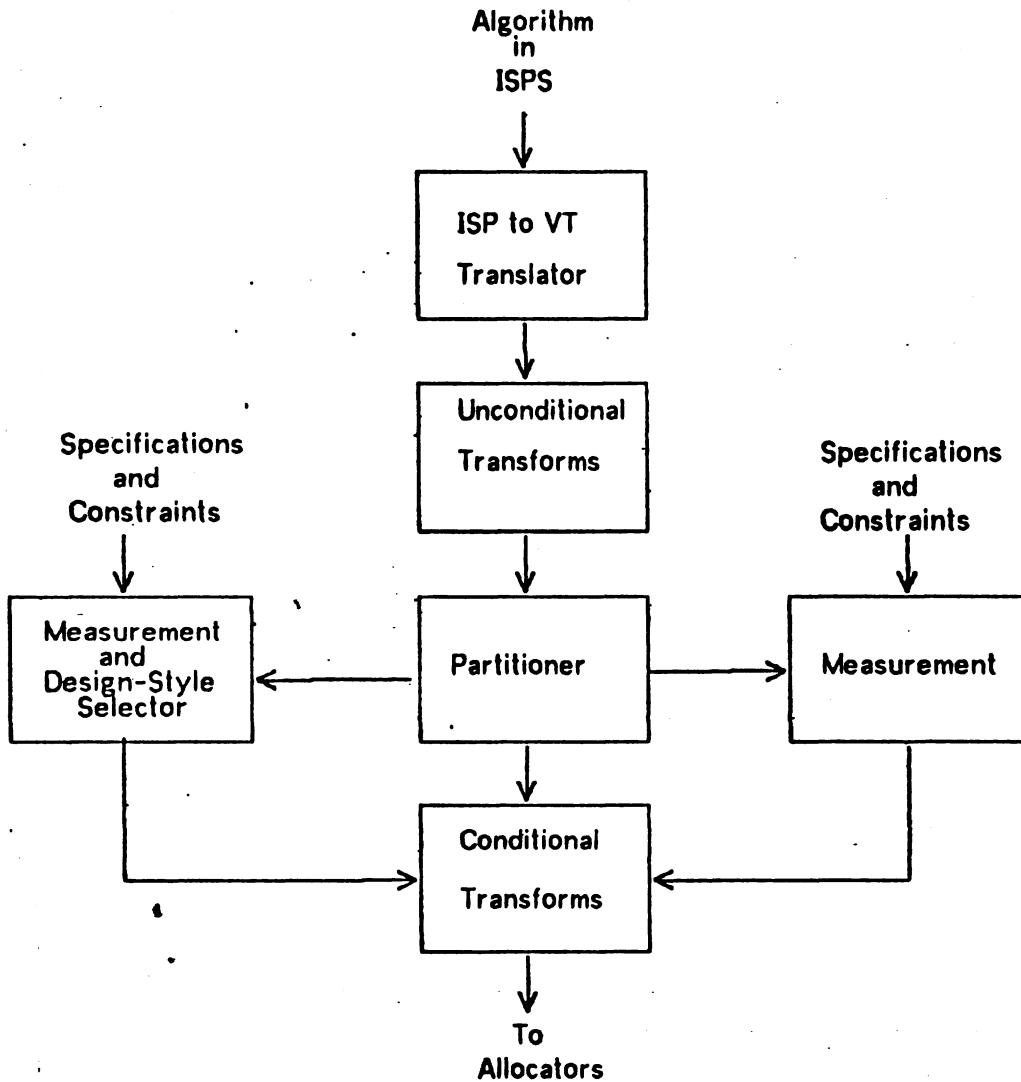 Algorithm
in
ISPS
ISP to VT
Translator
Unconditional
Transforms
Specifications
and
Constraints
Specifications
and
Constraints
Measurement
and
Design-Style
Selector
Partitioner
Measurement
Conditional
Transforms
To
Allocators